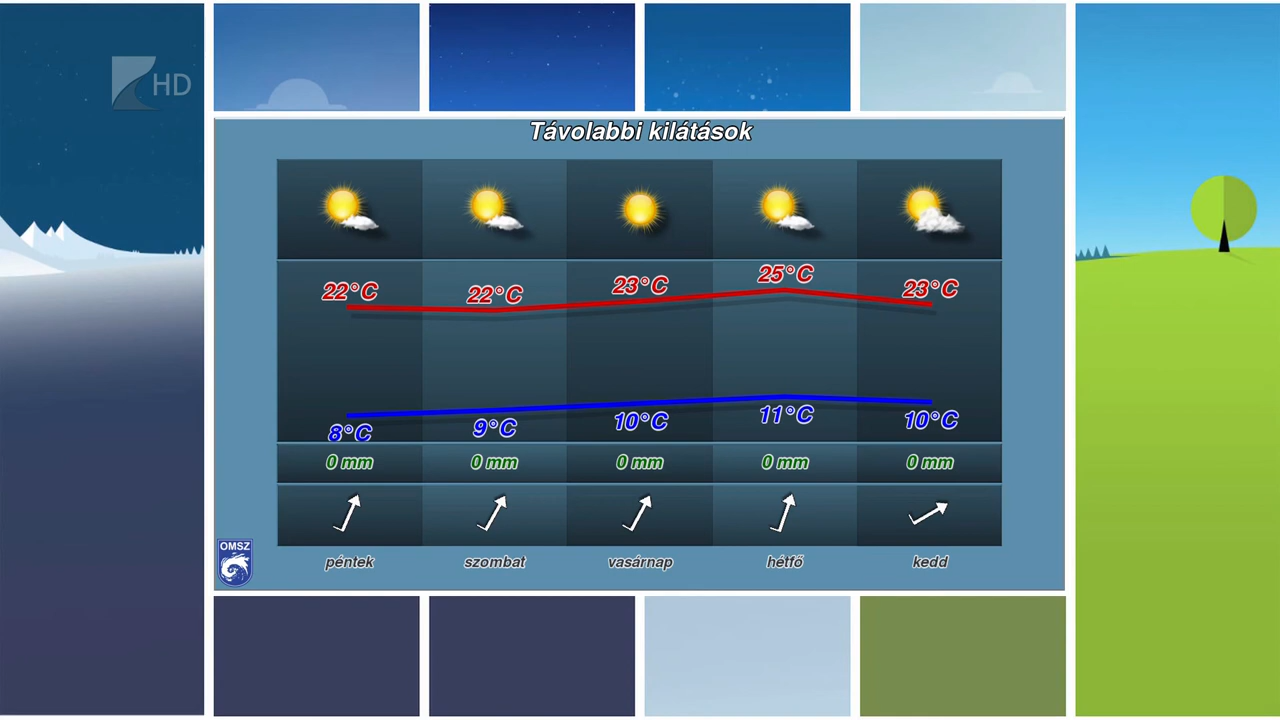 HD
Távolabbi kilátások
22°C 22°C 23°C 25°C 23°C
8°C 9°C 10°C 11°C 10°C
0 mm 0 mm 0 mm 0 mm 0 mm
OMSZ
péntek szombat vasárnap hétfő kedd